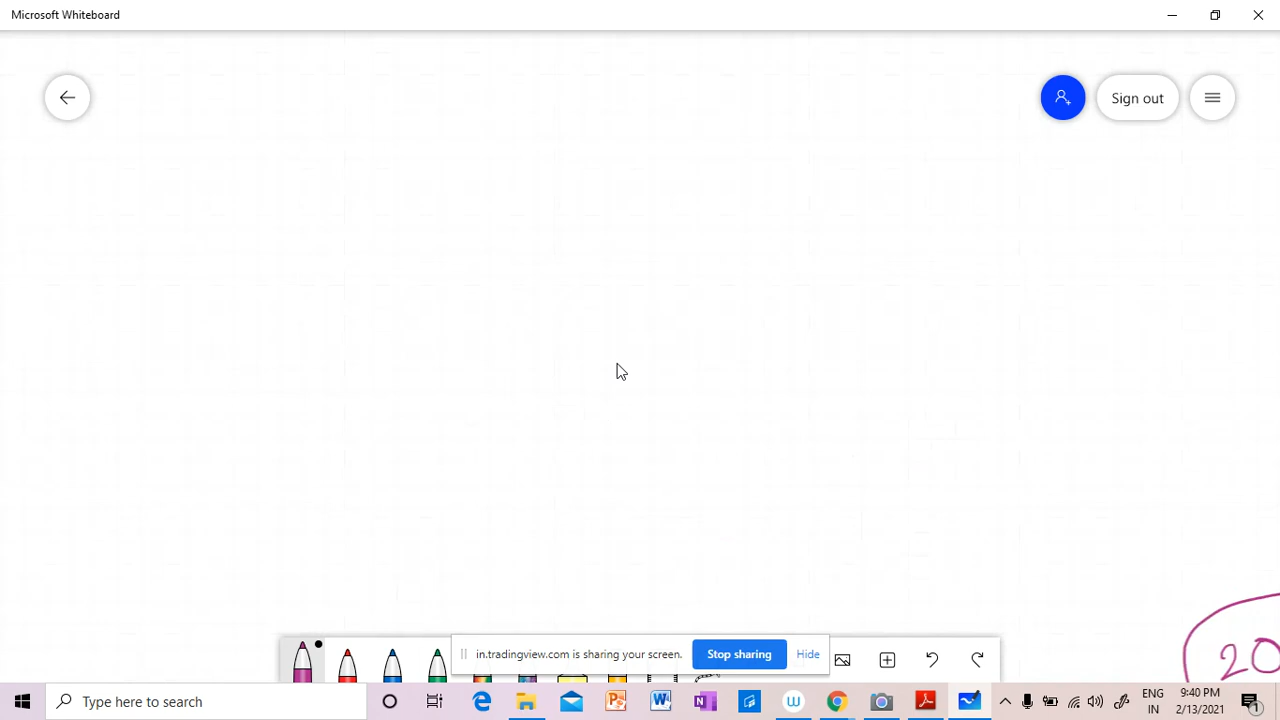 Microsoft Whiteboard
Sign out
20
in.tradingview.com is sharing your screen.
Stop sharing
Hide
Type here to search
ENG
IN
9:40 PM
2/13/2021
1